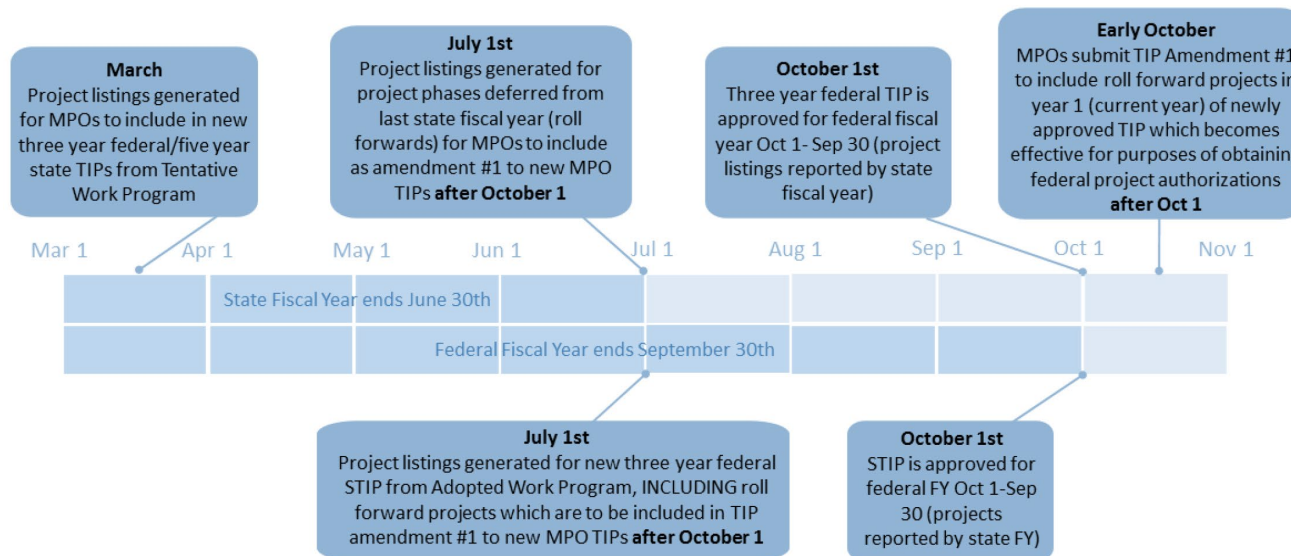 March
Project listings generated
for MPOs to include in new
three year federal/five year
state TIPs from Tentative
Work Program
July 1st
Project listings generated for
project phases deferred from
last state fiscal year (roll
forwards) for MPOs to include
as amendment #1 to new MPO
TIPs after October 1
October 1st
Three year federal TIP is
approved for federal fiscal
year Oct 1- Sep 30 (project
listings reported by state
fiscal year)
Early October
MPOs submit TIP Amendment #1
to include roll forward projects in
year 1 (current year) of newly
approved TIP which becomes
effective for purposes of obtainin
federal project authorizations
after Oct 1
Mar 1
Apr 1
May 1
Jun 1
Jul 1
Aug 1
Sep 1
Oct 1
Nov 1
State Fiscal Year ends June 30th
Federal Fiscal Year ends September 30th
July 1st
Project listings generated for new three year federal
STIP from Adopted Work Program, INCLUDING roll
forward projects which are to be included in TIP
amendment #1 to new MPO TIPs after October 1
October 1st
STIP is approved for
federal FY Oct 1-Sep
30 (projects
reported by state FY)